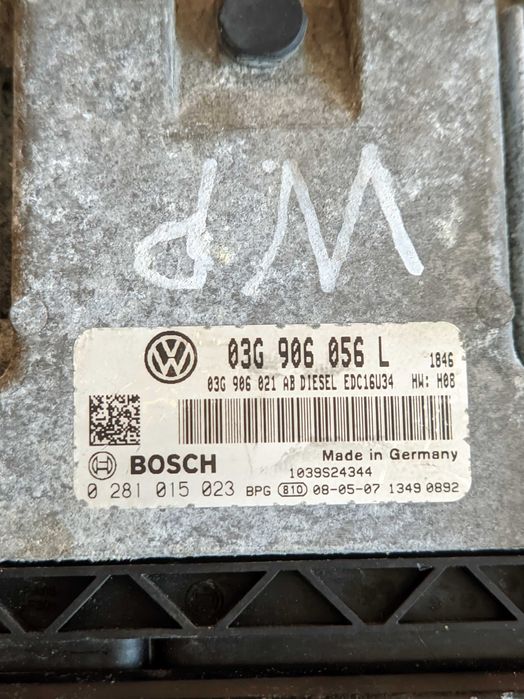 WP
03G 906 056 L 1846
03G 906 021 AB DIESEL EDC16U34 HW: H08
BOSCH Made in Germany
1039S24344
0 281 015 023 BPG 810 08-05-07 1349 0892